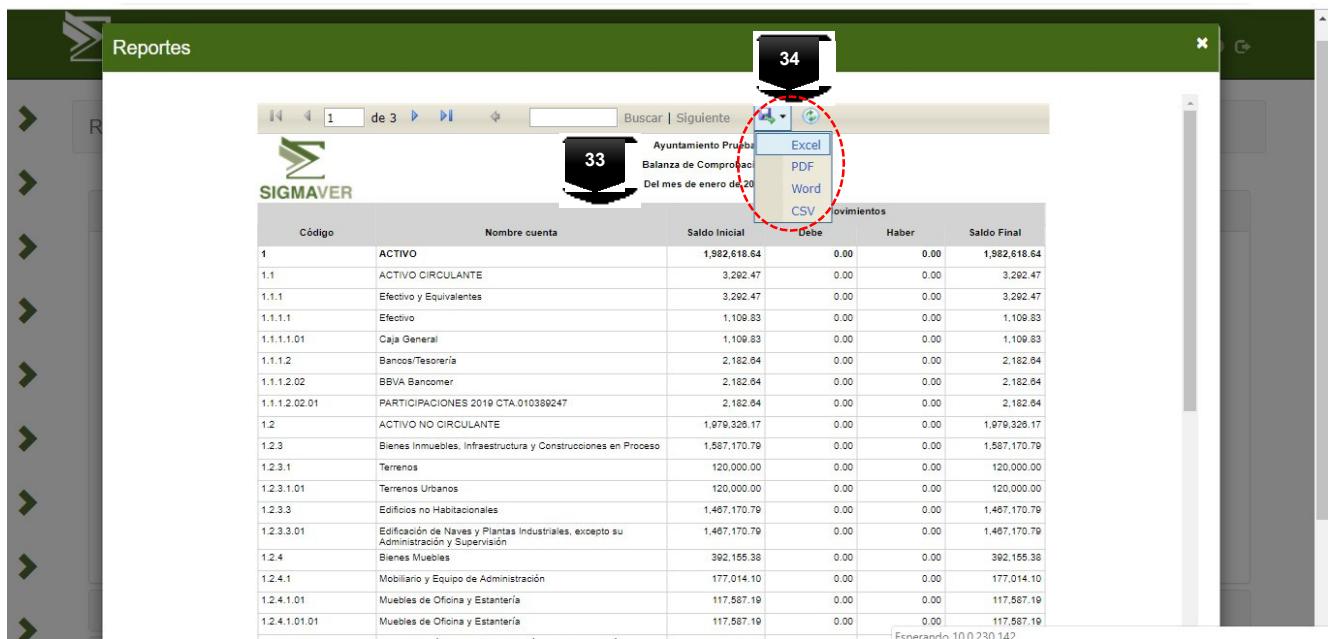 Reportes
34
1 de 3 Buscar | Siguiente
33
SIGMAVER
Ayuntamiento Prueba
Balanza de Comprobaci
Del mes de enero de 20
Excel
PDF
Word
CSV
ovimientos
Código Nombre cuenta Saldo Inicial Debe Haber Saldo Final
1 ACTIVO 1,982,618.64 0.00 0.00 1,982,618.64
1.1 ACTIVO CIRCULANTE 3,292.47 0.00 0.00 3,292.47
1.1.1 Efectivo y Equivalentes 3,292.47 0.00 0.00 3,292.47
1.1.1.1 Efectivo 1,109.83 0.00 0.00 1,109.83
1.1.1.1.01 Caja General 1,109.83 0.00 0.00 1,109.83
1.1.1.2 Bancos/Tesorería 2,182.64 0.00 0.00 2,182.64
1.1.1.2.02 BBVA Bancomer 2,182.64 0.00 0.00 2,182.64
1.1.1.2.02.01 PARTICIPACIONES 2019 CTA.010389247 2,182.64 0.00 0.00 2,182.64
1.2 ACTIVO NO CIRCULANTE 1,979,326.17 0.00 0.00 1,979,326.17
1.2.3 Bienes Inmuebles, Infraestructura y Construcciones en Proceso 1,587,170.79 0.00 0.00 1,587,170.79
1.2.3.1 Terrenos 120,000.00 0.00 0.00 120,000.00
1.2.3.1.01 Terrenos Urbanos 120,000.00 0.00 0.00 120,000.00
1.2.3.3 Edificios no Habitacionales 1,467,170.79 0.00 0.00 1,467,170.79
1.2.3.3.01 Edificación de Naves y Plantas Industriales, excepto su 1,467,170.79 0.00 0.00 1,467,170.79
Administración y Supervisión
1.2.4 Bienes Muebles 392,155.38 0.00 0.00 392,155.38
1.2.4.1 Mobiliario y Equipo de Administración 177,014.10 0.00 0.00 177,014.10
1.2.4.1.01 Muebles de Oficina y Estantería 117,587.19 0.00 0.00 117,587.19
1.2.4.1.01.01 Muebles de Oficina y Estantería 117,587.19 0.00 0.00 117,587.19
Esperando 10.0.230.142